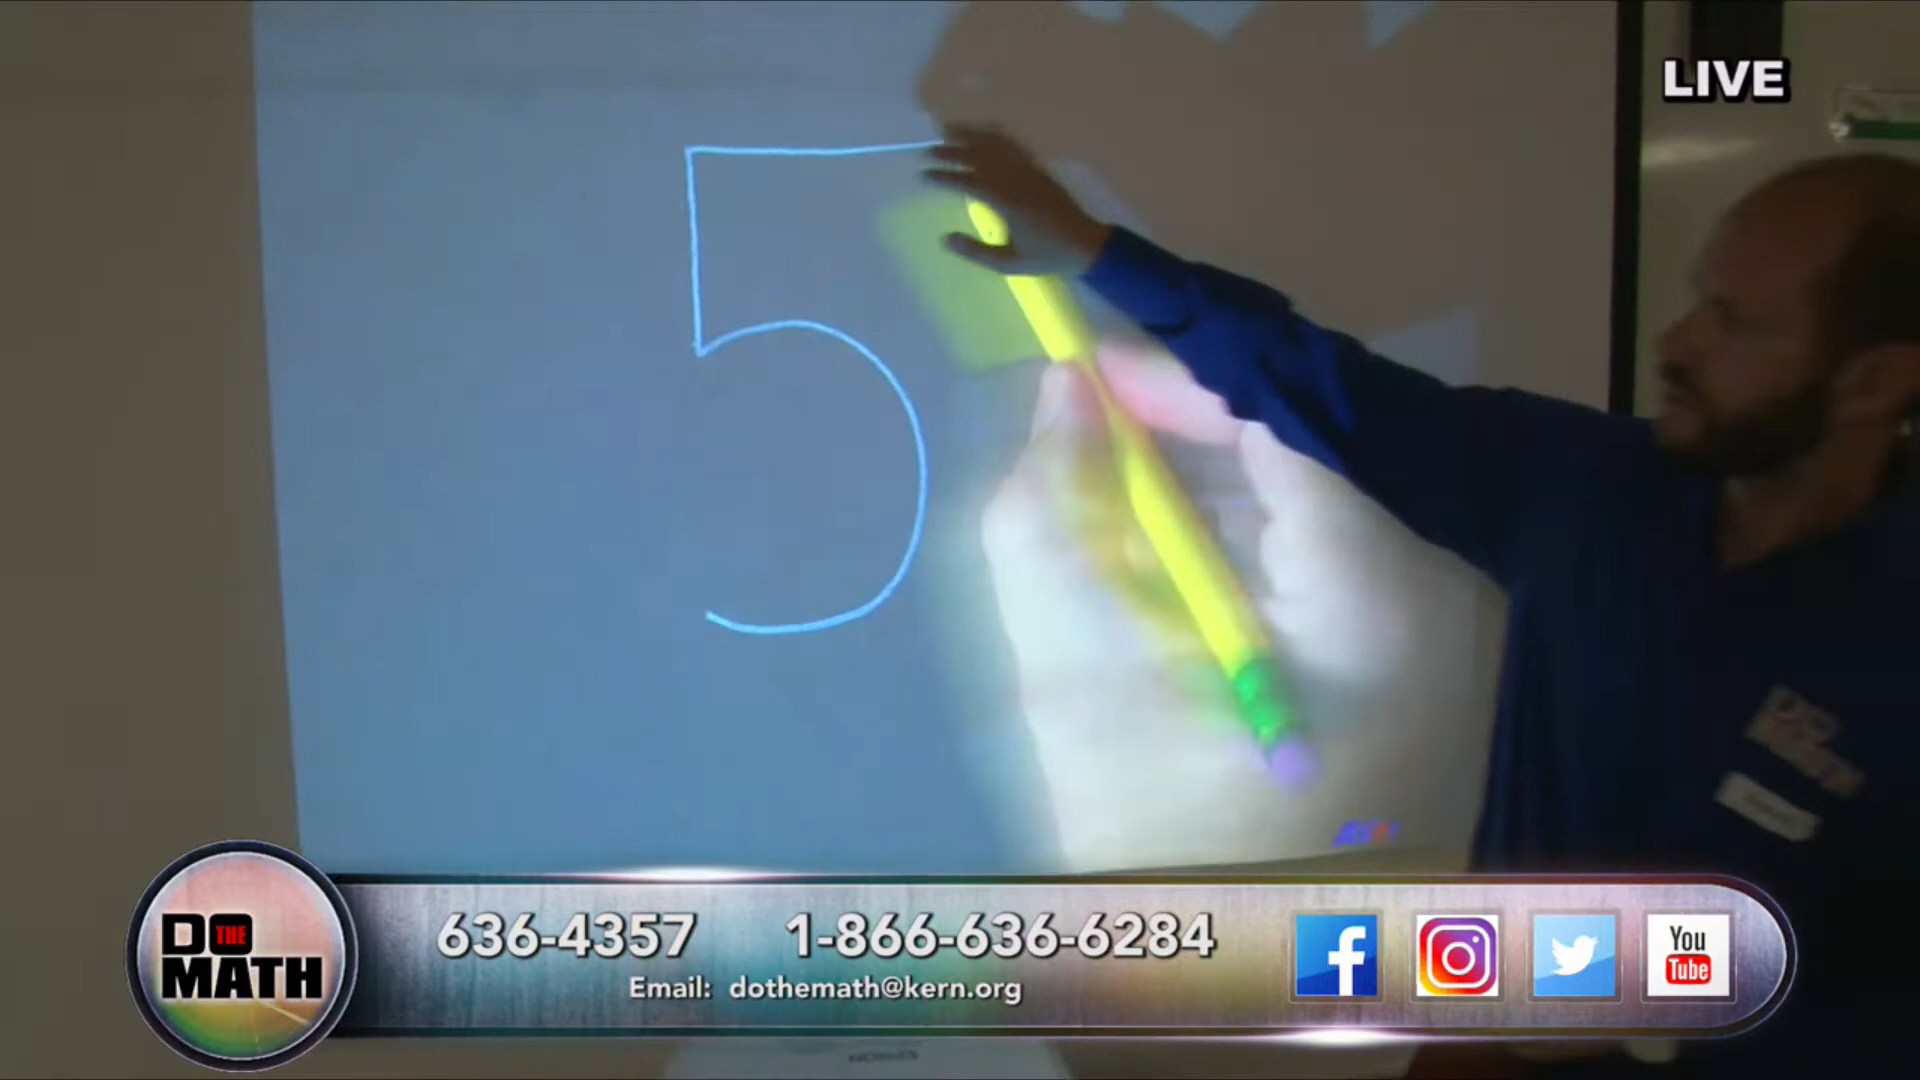 LIVE
5
DO THE
MATH
636-4357 1-866-636-6284
Email: dothemath@kern.org
You
Tube